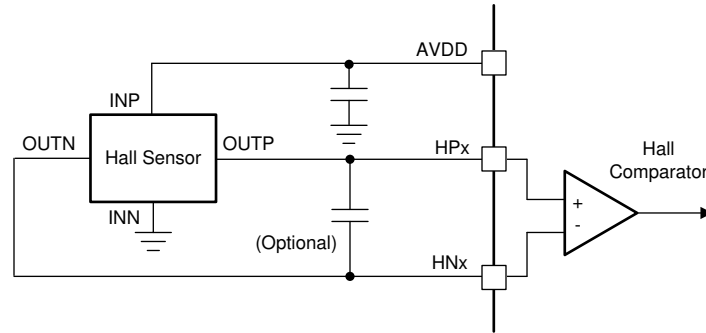 AVDD
INP
OUTN
Hall Sensor
OUTP
HPx
Hall
Comparator
+
-
INN
(Optional)
HNx